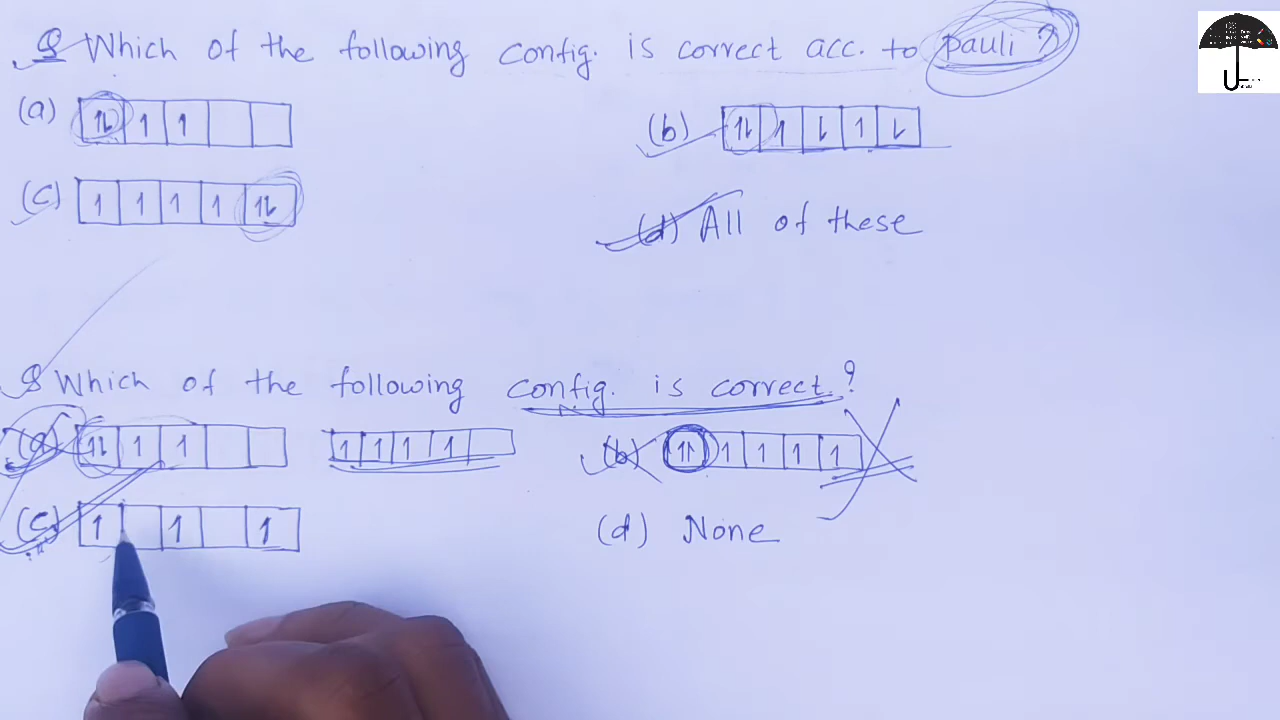 Q Which of the following config. is correct acc. to pauli ?
(a) ↿⇂ ↿ ↿
(b) ↿⇂ ↿ ⇂ ↿ ⇂
(c) ↿ ↿ ↿ ↿ ↿⇂
(d) All of these
Q Which of the following config. is correct. ?
(a) ↿⇂ ↿ ↿
↿ ↿ ↿ ↿
(b) ↿↾ ↿ ↿ ↿ ↿
(c) ↿ ↿ ↿
(d) None